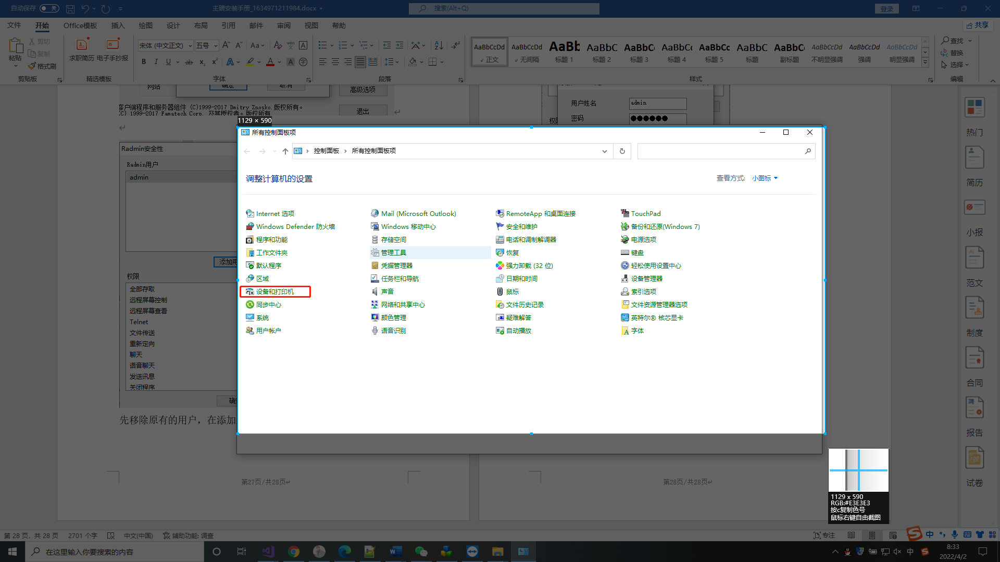 自动保存 关
主磅安装手册_1634971211984.docx
搜索(Alt+Q)
登录
文件 开始 Office模板 插入 绘图 设计 布局 引用 邮件 审阅 视图 帮助
共享
粘贴
剪切
复制
格式刷
剪贴板
求职简历 电子手抄报
精选模板
宋体 (中文正文) 五号
字体
段落
AaBbCcDd AaBbCcDd AaBb AaBbC AaBbC AaBbCc AaBbCc AaBbC AaBbC AaBbCcDd AaBbCcDd AaBbCcDd
正文 无间隔 标题 1 标题 2 标题 3 标题 4 标题 5 标题 副标题 不明显强调 强调 明显强调
样式
查找
替换
选择
编辑
网站
确定 取消
高级选项
客户端程序和服务器组件 (C)1999-2017 Dmitry Znosko.版权所有。
(C) 1999-2017 Famatech Corp. 及其授权者。版权所有
退出
用户姓名 admin
密码 ●●●●●●
权限
1129 × 590
Radmin安全性
Radmin用户
admin
添加用
权限
全部存取
远程屏幕控制
远程屏幕查看
Telnet
文件传送
重新定向
聊天
语音聊天
发送讯息
关闭程序
先移除原有的用户，在添加
所有控制面板项
控制面板 › 所有控制面板项
调整计算机的设置
查看方式: 小图标
Internet 选项 Mail (Microsoft Outlook) RemoteApp 和桌面连接 TouchPad
Windows Defender 防火墙 Windows 移动中心 安全和维护 备份和还原(Windows 7)
程序和功能 存储空间 电话和调制解调器 电源选项
工作文件夹 管理工具 恢复 键盘
默认程序 凭据管理器 强力卸载 (32 位) 轻松使用设置中心
区域 任务栏和导航 日期和时间 设备管理器
设备和打印机 声音 鼠标 索引选项
同步中心 网络和共享中心 文件历史记录 文件资源管理器选项
系统 颜色管理 疑难解答 英特尔® 核芯显卡
用户帐户 语音识别 自动播放 字体
热门
简历
小报
范文
制度
合同
报告
试卷
第27页/共28页
第28页/共28页
1129 x 590
RGB:#E3E3E3
按c复制色号
鼠标右键自由截图
第 28 页, 共 28 页 2701 个字 中文(中国) 辅助功能: 调查
专注
中
在这里输入你要搜索的内容
中
8:33
2022/4/2